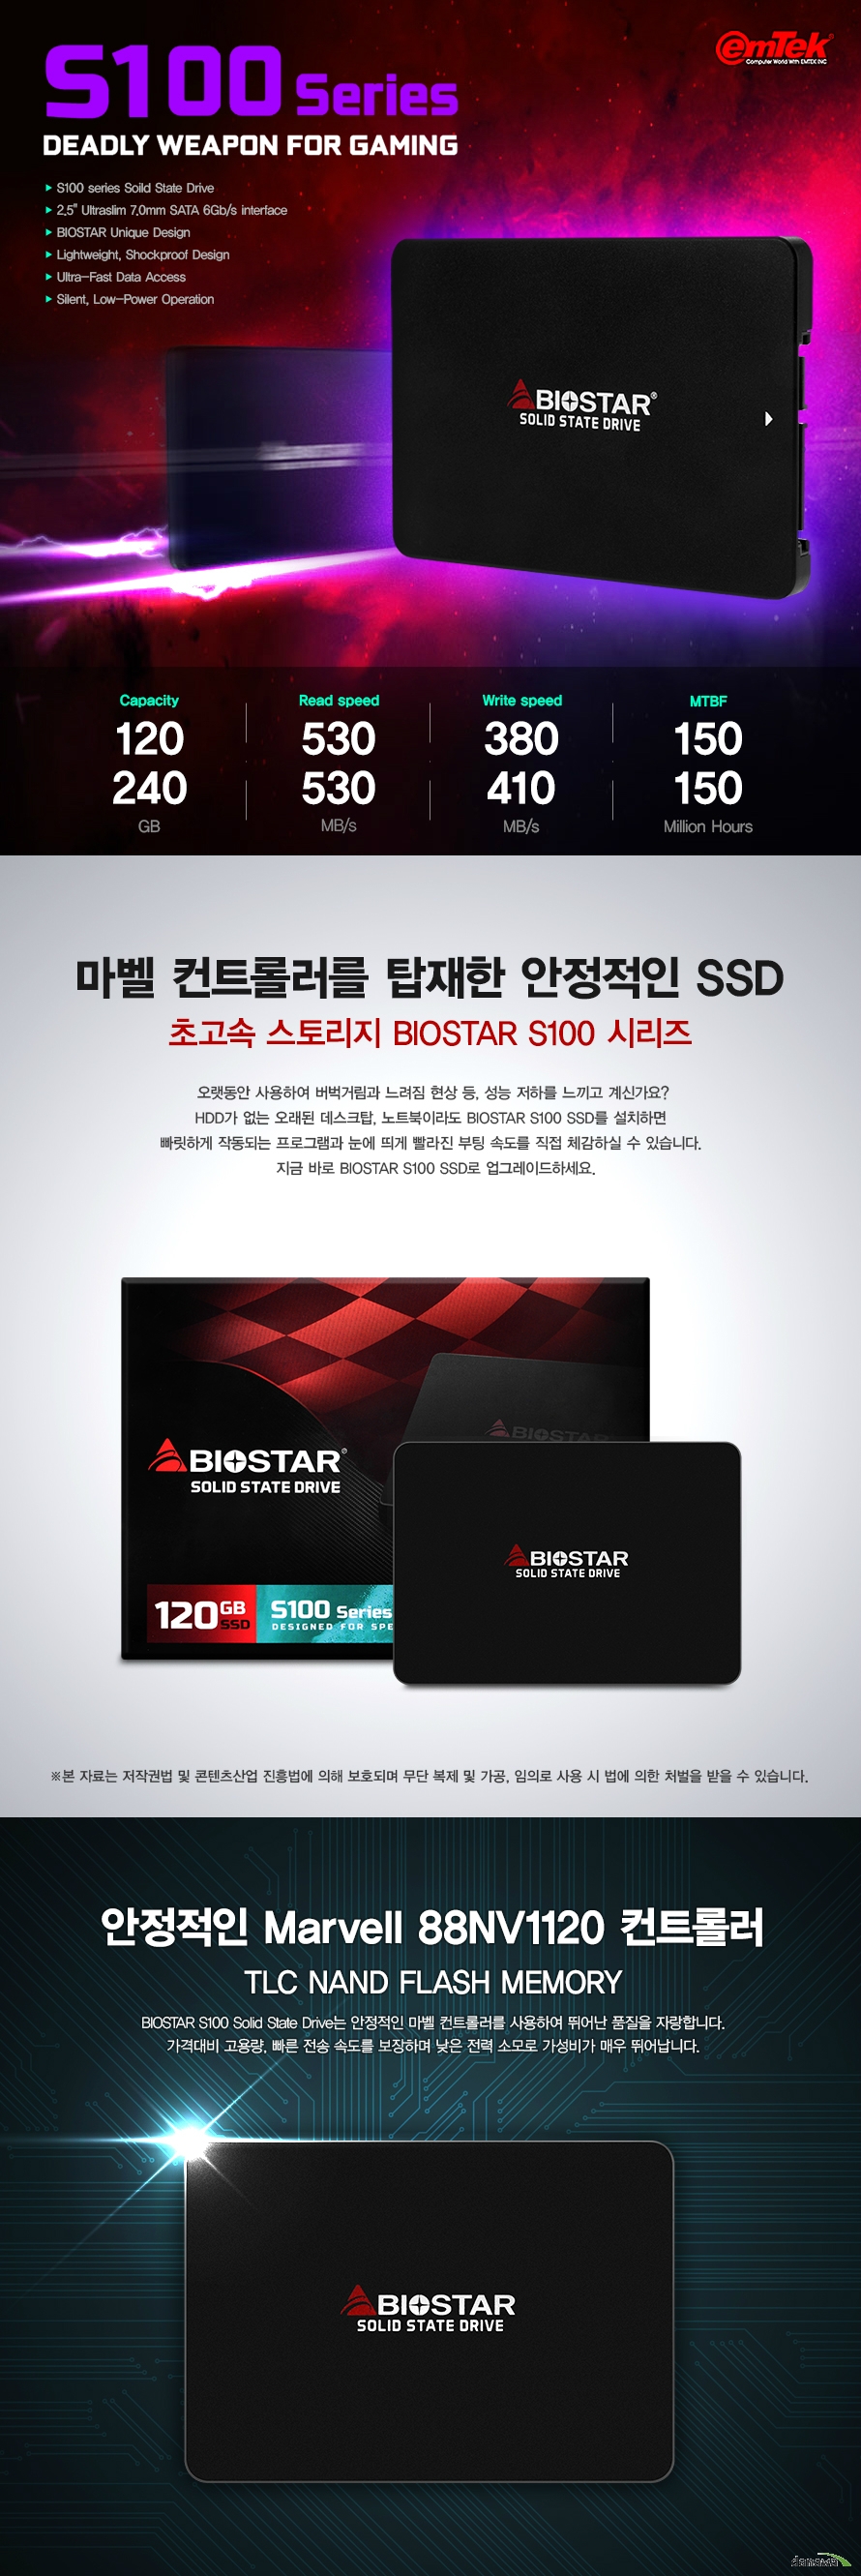 emTek
Computer World With EMTEK INC
S100 Series
DEADLY WEAPON FOR GAMING
S100 series Soild State Drive
2.5" Ultraslim 7.0mm SATA 6Gb/s interface
BIOSTAR Unique Design
Lightweight, Shockproof Design
Ultra-Fast Data Access
Silent, Low-Power Operation
BIOSTAR®
SOLID STATE DRIVE
Capacity Read speed Write speed MTBF
120 530 380 150
240 530 410 150
GB MB/s MB/s Million Hours
마벨 컨트롤러를 탑재한 안정적인 SSD
초고속 스토리지 BIOSTAR S100 시리즈
오랫동안 사용하여 버벅거림과 느려짐 현상 등, 성능 저하를 느끼고 계신가요?
HDD가 없는 오래된 데스크탑, 노트북이라도 BIOSTAR S100 SSD를 설치하면
빠릿하게 작동되는 프로그램과 눈에 띄게 빨라진 부팅 속도를 직접 체감하실 수 있습니다.
지금 바로 BIOSTAR S100 SSD로 업그레이드하세요.
BIOSTAR
BIOSTAR®
SOLID STATE DRIVE
BIOSTAR
SOLID STATE DRIVE
120GB SSD
S100 Series
DESIGNED FOR SPE
※본 자료는 저작권법 및 콘텐츠산업 진흥법에 의해 보호되며 무단 복제 및 가공, 임의로 사용 시 법에 의한 처벌을 받을 수 있습니다.
안정적인 Marvell 88NV1120 컨트롤러
TLC NAND FLASH MEMORY
BIOSTAR S100 Solid State Drive는 안정적인 마벨 컨트롤러를 사용하여 뛰어난 품질을 자랑합니다.
가격대비 고용량, 빠른 전송 속도를 보장하며 낮은 전력 소모로 가성비가 매우 뛰어납니다.
BIOSTAR
SOLID STATE DRIVE
danawa